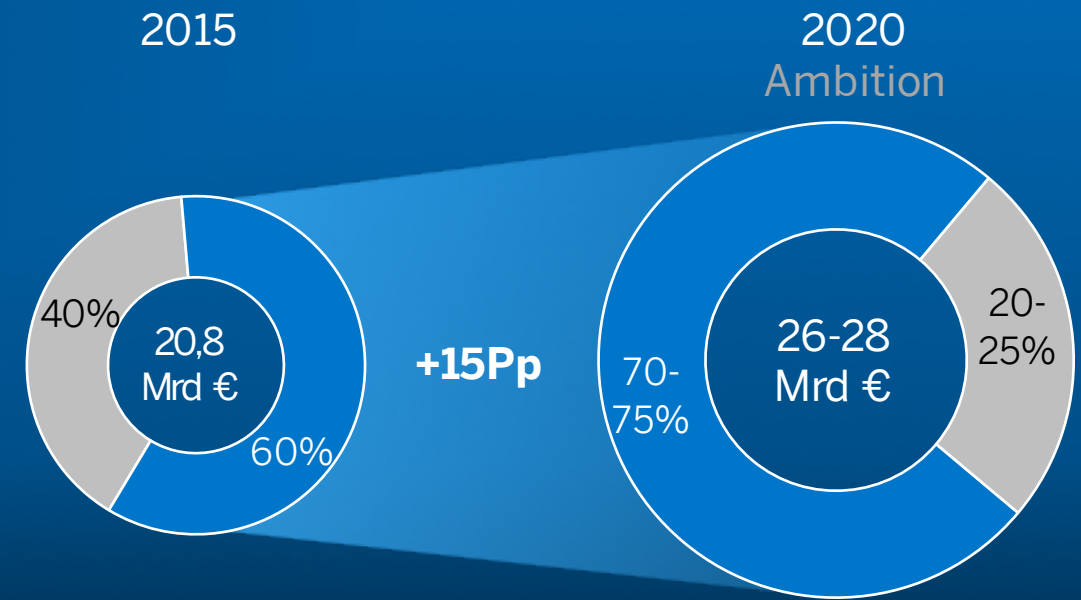 2015
40%
20,8
Mrd €
60%
+15Pp
2020
Ambition
70-
75%
26-28
Mrd €
20-
25%